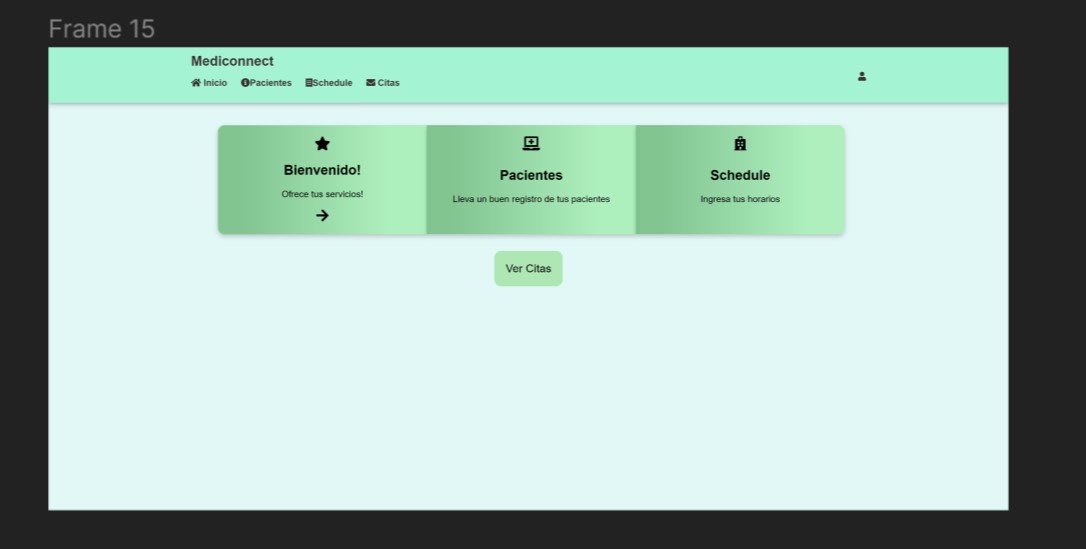 Frame 15
Mediconnect
Inicio Pacientes Schedule Citas
Bienvenido!
Ofrece tus servicios!
Pacientes
Lleva un buen registro de tus pacientes
Schedule
Ingresa tus horarios
Ver Citas